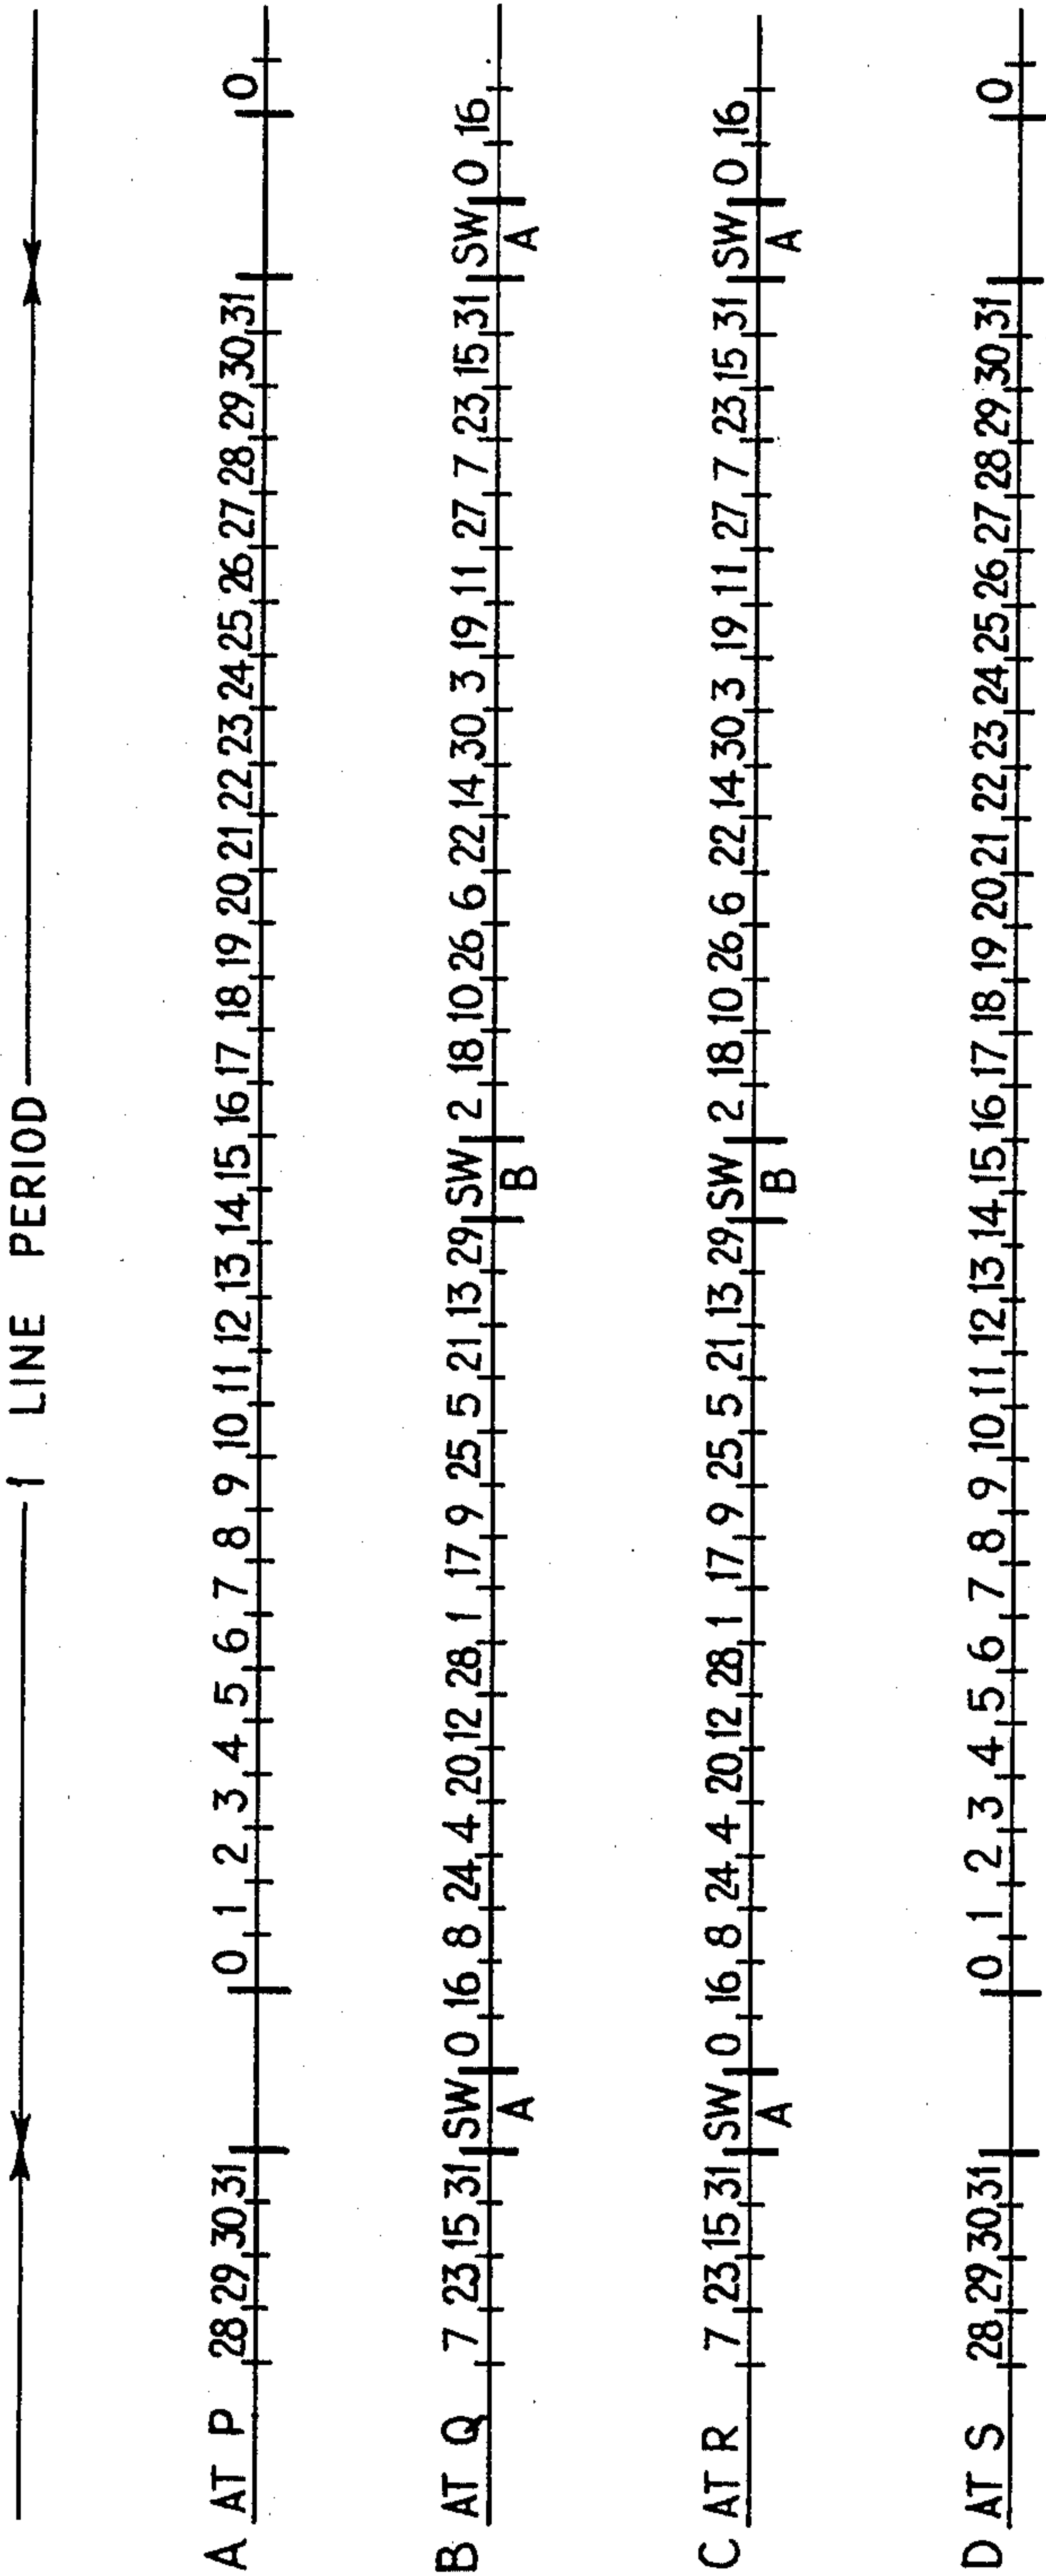 1 LINE PERIOD
A AT P 28 29 30 31 0 1 2 3 4 5 6 7 8 9 10 11 12 13 14 15 16 17 18 19 20 21 22 23 24 25 26 27 28 29 30 31 0
B AT Q 7 23 15 31 SW 0 16 8 24 4 20 12 28 1 17 9 25 5 21 13 29 SW 2 18 10 26 6 22 14 30 3 19 11 27 7 23 15 31 SW 0 16
A B A
C AT R 7 23 15 31 SW 0 16 8 24 4 20 12 28 1 17 9 25 5 21 13 29 SW 2 18 10 26 6 22 14 30 3 19 11 27 7 23 15 31 SW 0 16
A B A
D AT S 28 29 30 31 0 1 2 3 4 5 6 7 8 9 10 11 12 13 14 15 16 17 18 19 20 21 22 23 24 25 26 27 28 29 30 31 0